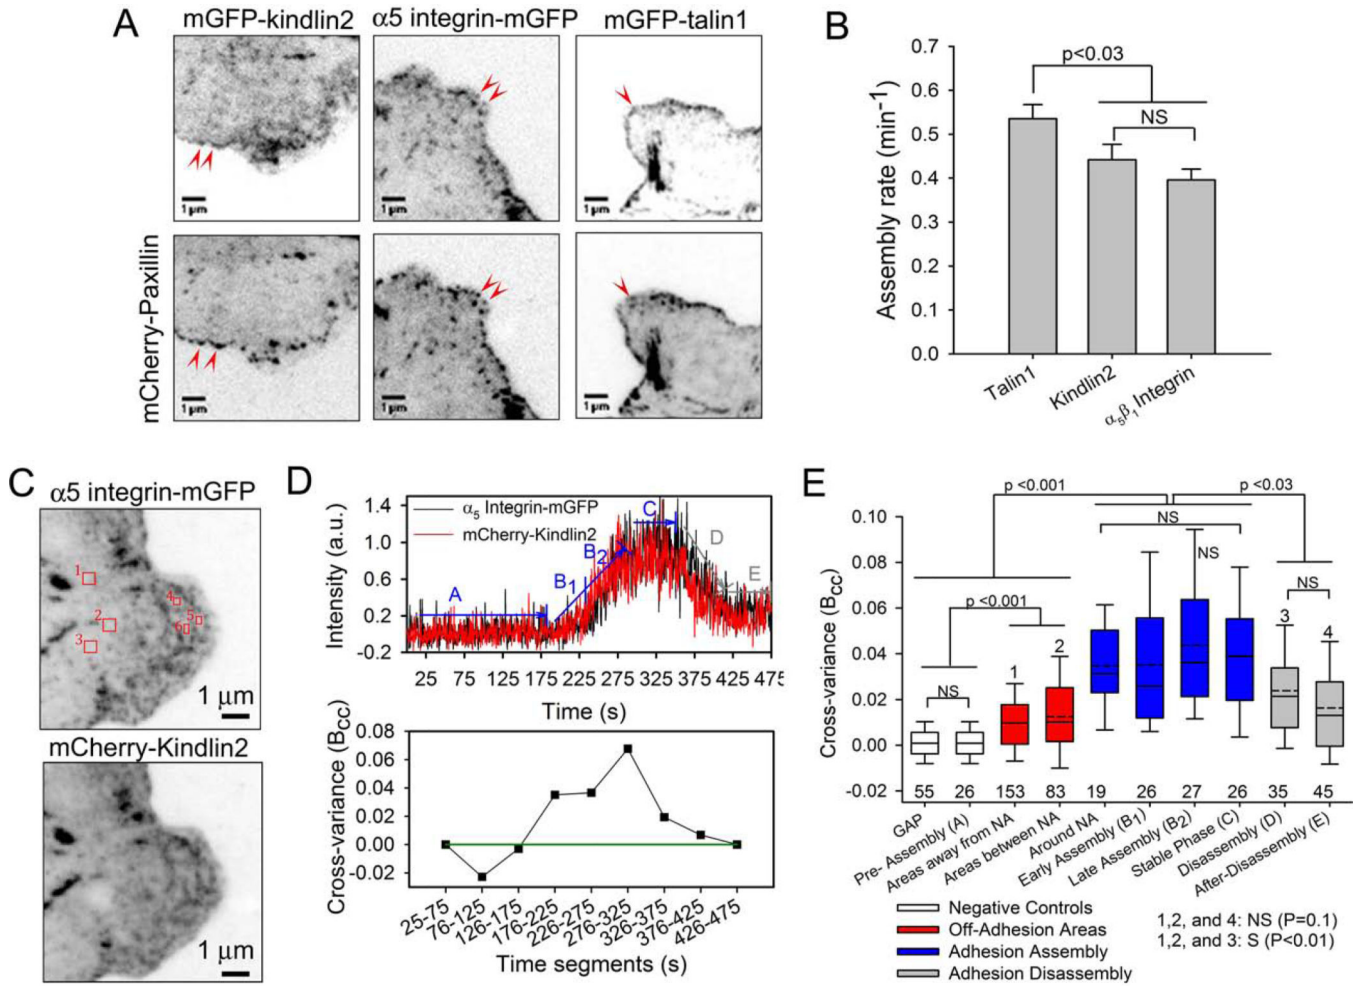 A
mGFP-kindlin2
α5 integrin-mGFP
mGFP-talin1
1 μm
1 μm
1 μm
mCherry-Paxillin
1 μm
1 μm
1 μm
B
Assembly rate (min⁻¹)
0.7
0.6
0.5
0.4
0.3
0.2
0.1
0.0
p<0.03
NS
Talin1
Kindlin2
α₅β₁ Integrin
C
α5 integrin-mGFP
1
2
3
4
5
6
1 μm
mCherry-Kindlin2
1 μm
D
Intensity (a.u.)
1.4
1.0
0.6
0.2
-0.2
α₅ Integrin-mGFP
mCherry-Kindlin2
A
B₁
B₂
C
D
E
25 75 125 175 225 275 325 375 425 475
Time (s)
Cross-variance (B_CC)
0.08
0.06
0.04
0.02
0.00
-0.02
25-75
76-125
126-175
176-225
226-275
276-325
326-375
376-425
426-475
Time segments (s)
E
Cross-variance (B_CC)
0.10
0.08
0.06
0.04
0.02
0.00
-0.02
p <0.001
p <0.03
NS
NS
p <0.001
NS
NS
1
2
3
4
55 26 153 83 19 26 27 26 35 45
GAP
Pre- Assembly (A)
Areas away from NA
Areas between NA
Around NA
Early Assembly (B₁)
Late Assembly (B₂)
Stable Phase (C)
Disassembly (D)
After-Disassembly (E)
Negative Controls
Off-Adhesion Areas
Adhesion Assembly
Adhesion Disassembly
1,2, and 4: NS (P=0.1)
1,2, and 3: S (P<0.01)